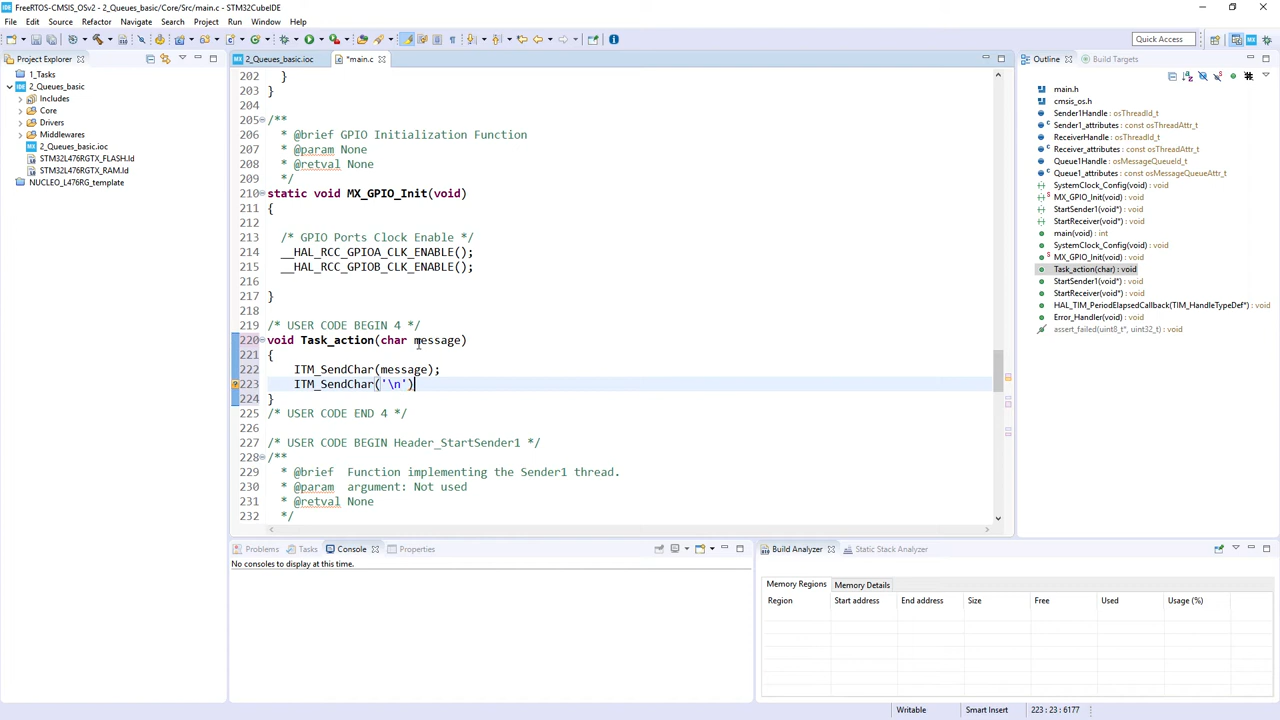 FreeRTOS-CMSIS_OSv2 - 2_Queues_basic/Core/Src/main.c - STM32CubeIDE
File Edit Source Refactor Navigate Search Project Run Window Help
Quick Access
Project Explorer
1_Tasks
2_Queues_basic
Includes
Core
Drivers
Middlewares
2_Queues_basic.ioc
STM32L476RGTX_FLASH.ld
STM32L476RGTX_RAM.ld
NUCLEO_L476RG_template
2_Queues_basic.ioc
*main.c
202 }
203 }
204
205 /**
206 * @brief GPIO Initialization Function
207 * @param None
208 * @retval None
209 */
210 static void MX_GPIO_Init(void)
211 {
212
213 /* GPIO Ports Clock Enable */
214 __HAL_RCC_GPIOA_CLK_ENABLE();
215 __HAL_RCC_GPIOB_CLK_ENABLE();
216
217 }
218
219 /* USER CODE BEGIN 4 */
220 void Task_action(char message)
221 {
222 ITM_SendChar(message);
223 ITM_SendChar('\n')
224 }
225 /* USER CODE END 4 */
226
227 /* USER CODE BEGIN Header_StartSender1 */
228 /**
229 * @brief Function implementing the Sender1 thread.
230 * @param argument: Not used
231 * @retval None
232 */
Outline Build Targets
main.h
cmsis_os.h
Sender1Handle : osThreadId_t
Sender1_attributes : const osThreadAttr_t
ReceiverHandle : osThreadId_t
Receiver_attributes : const osThreadAttr_t
Queue1Handle : osMessageQueueId_t
Queue1_attributes : const osMessageQueueAttr_t
SystemClock_Config(void) : void
MX_GPIO_Init(void) : void
StartSender1(void*) : void
StartReceiver(void*) : void
main(void) : int
SystemClock_Config(void) : void
MX_GPIO_Init(void) : void
Task_action(char) : void
StartSender1(void*) : void
StartReceiver(void*) : void
HAL_TIM_PeriodElapsedCallback(TIM_HandleTypeDef*) : void
Error_Handler(void) : void
assert_failed(uint8_t*, uint32_t) : void
Problems Tasks Console Properties
No consoles to display at this time.
Build Analyzer Static Stack Analyzer
Memory Regions Memory Details
Region Start address End address Size Free Used Usage (%)
Writable Smart Insert 223 : 23 : 6177